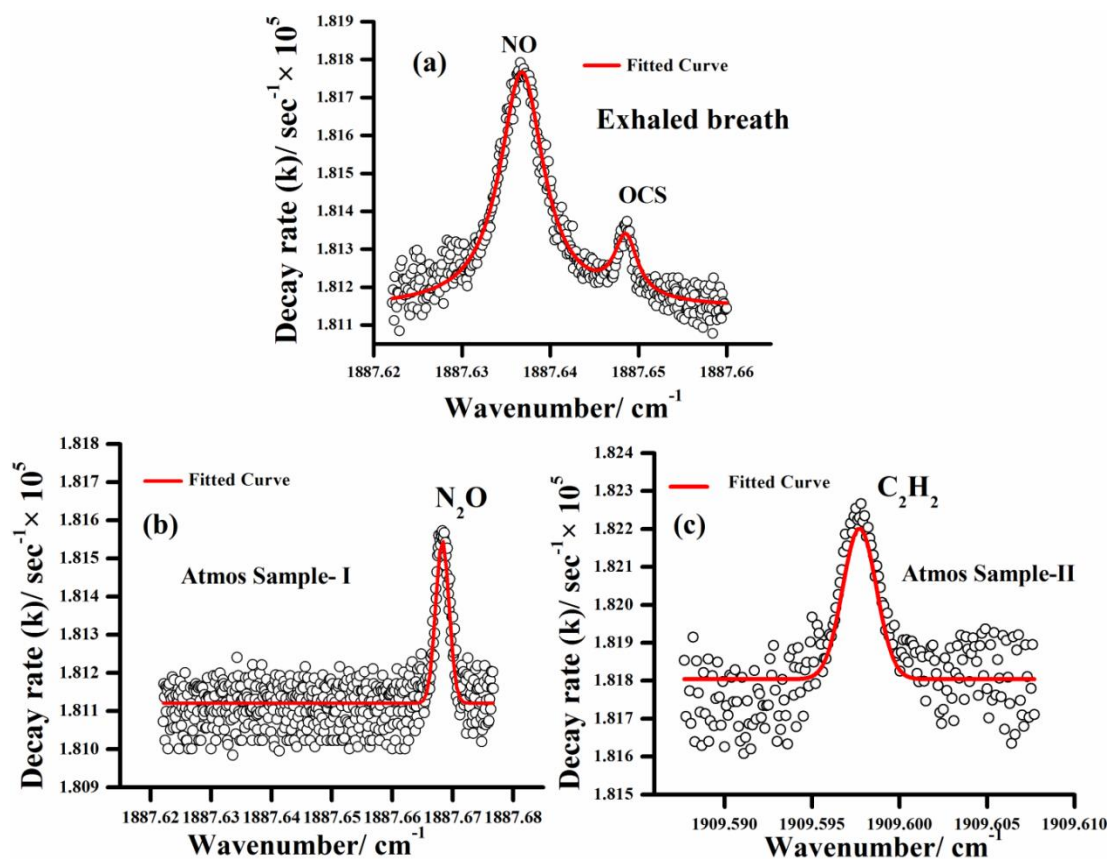 NO
(a)
Fitted Curve
Exhaled breath
OCS
Decay rate (k)/ sec⁻¹× 10⁵
1.819
1.818
1.817
1.816
1.815
1.814
1.813
1.812
1.811
1887.62 1887.63 1887.64 1887.65 1887.66
Wavenumber/ cm⁻¹
Fitted Curve
N₂O
(b)
Atmos Sample- I
Decay rate (k)/ sec⁻¹× 10⁵
1.818
1.817
1.816
1.815
1.814
1.813
1.812
1.811
1.810
1.809
1887.62 1887.63 1887.64 1887.65 1887.66 1887.67 1887.68
Wavenumber/ cm⁻¹
Fitted Curve
C₂H₂
(c)
Atmos Sample-II
Decay rate (k)/ sec⁻¹× 10⁵
1.824
1.823
1.822
1.821
1.820
1.819
1.818
1.817
1.816
1.815
1909.590 1909.595 1909.600 1909.605 1909.610
Wavenumber/ cm⁻¹